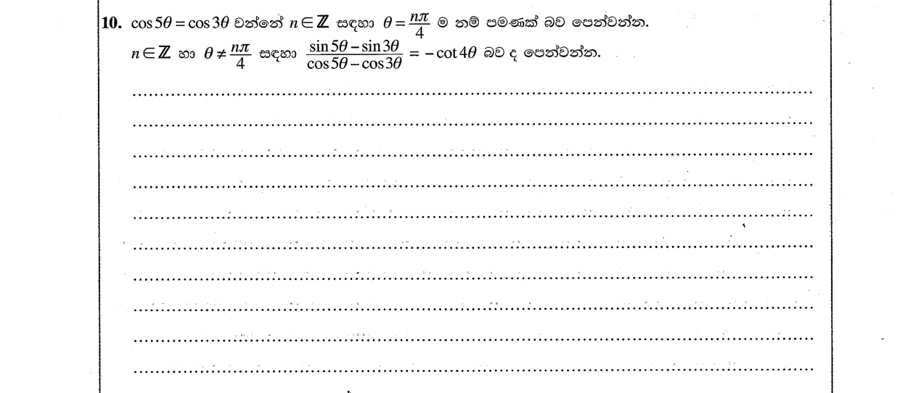 10. cos 5θ = cos 3θ වන්නේ n ∈ ℤ සඳහා θ = nπ/4 ම නම් පමණක් බව පෙන්වන්න.
n ∈ ℤ හා θ ≠ nπ/4 සඳහා (sin 5θ – sin 3θ)/(cos 5θ – cos 3θ) = – cot 4θ බව ද පෙන්වන්න.